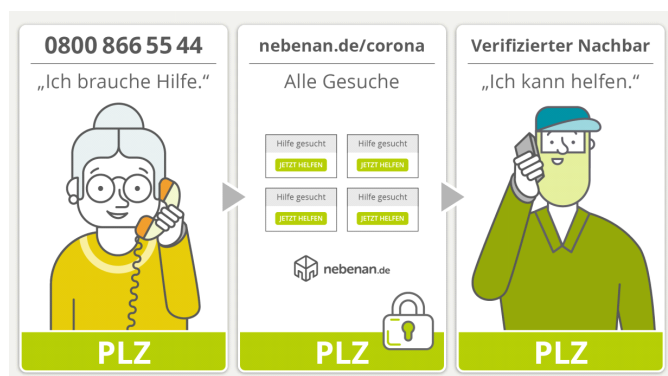 0800 866 55 44
„Ich brauche Hilfe.“
PLZ
nebenan.de/corona
Alle Gesuche
Hilfe gesucht
JETZT HELFEN
Hilfe gesucht
JETZT HELFEN
Hilfe gesucht
JETZT HELFEN
Hilfe gesucht
JETZT HELFEN
nebenan.de
PLZ
Verifizierter Nachbar
„Ich kann helfen.“
PLZ